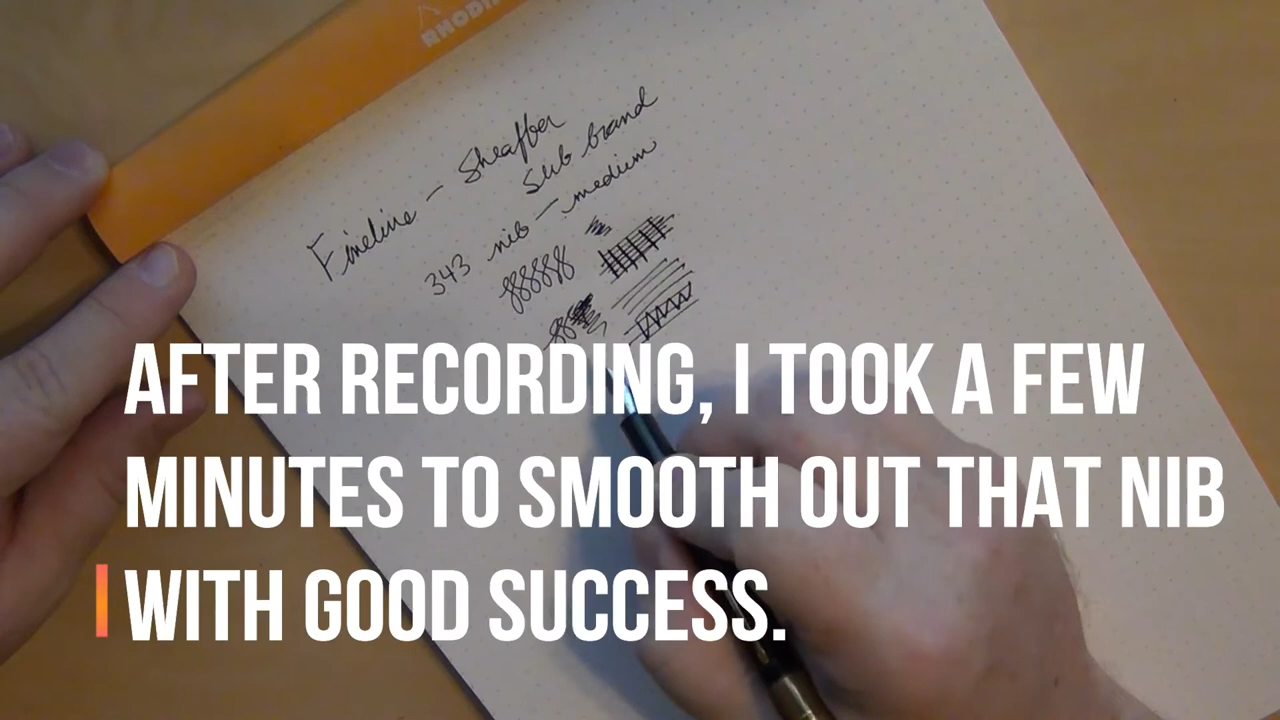 RHODIA
Fineline – Sheaffer
Sub brand
343 nib – medium
AFTER RECORDING, I TOOK A FEW
MINUTES TO SMOOTH OUT THAT NIB
WITH GOOD SUCCESS.